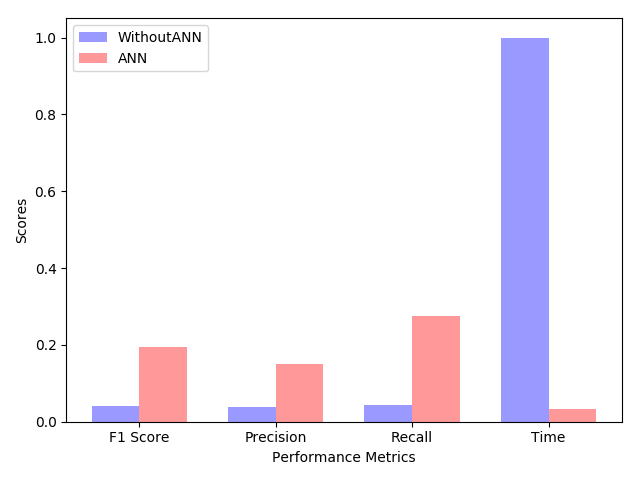 WithoutANN
ANN
1.0
0.8
0.6
0.4
0.2
0.0
Scores
F1 Score
Precision
Recall
Time
Performance Metrics